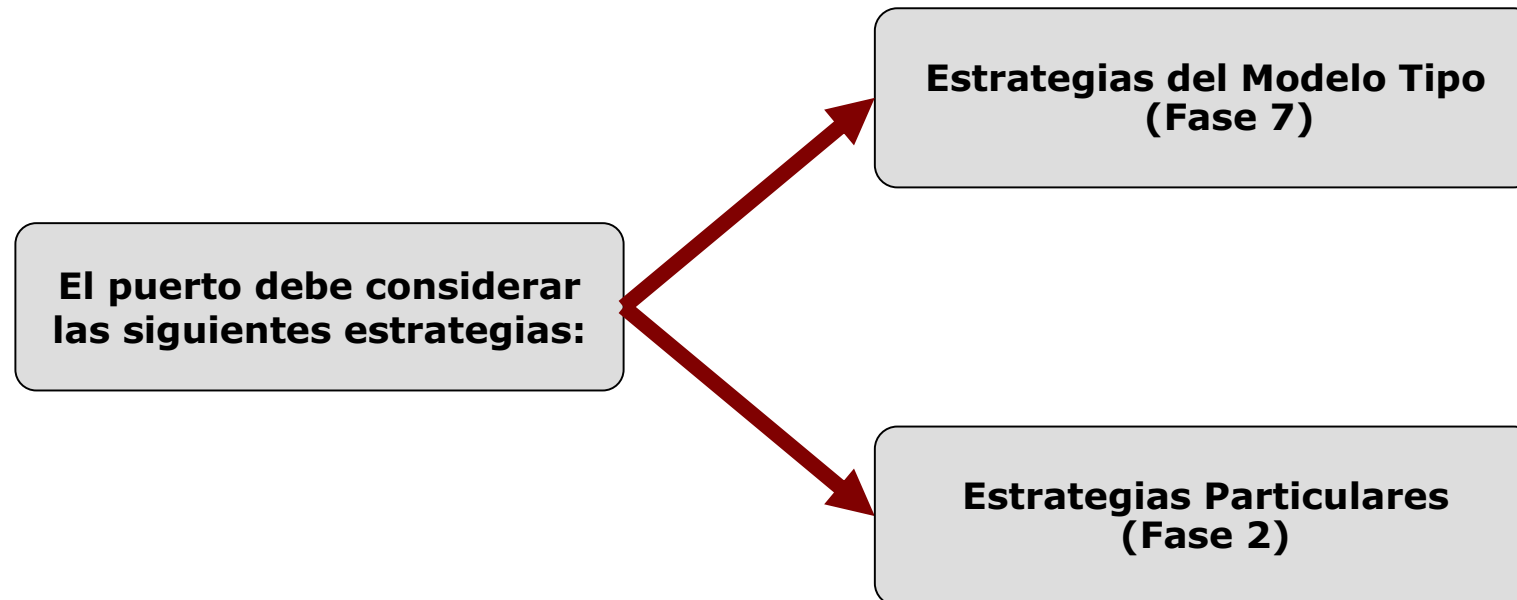 El puerto debe considerar
las siguientes estrategias:
Estrategias del Modelo Tipo
(Fase 7)
Estrategias Particulares
(Fase 2)